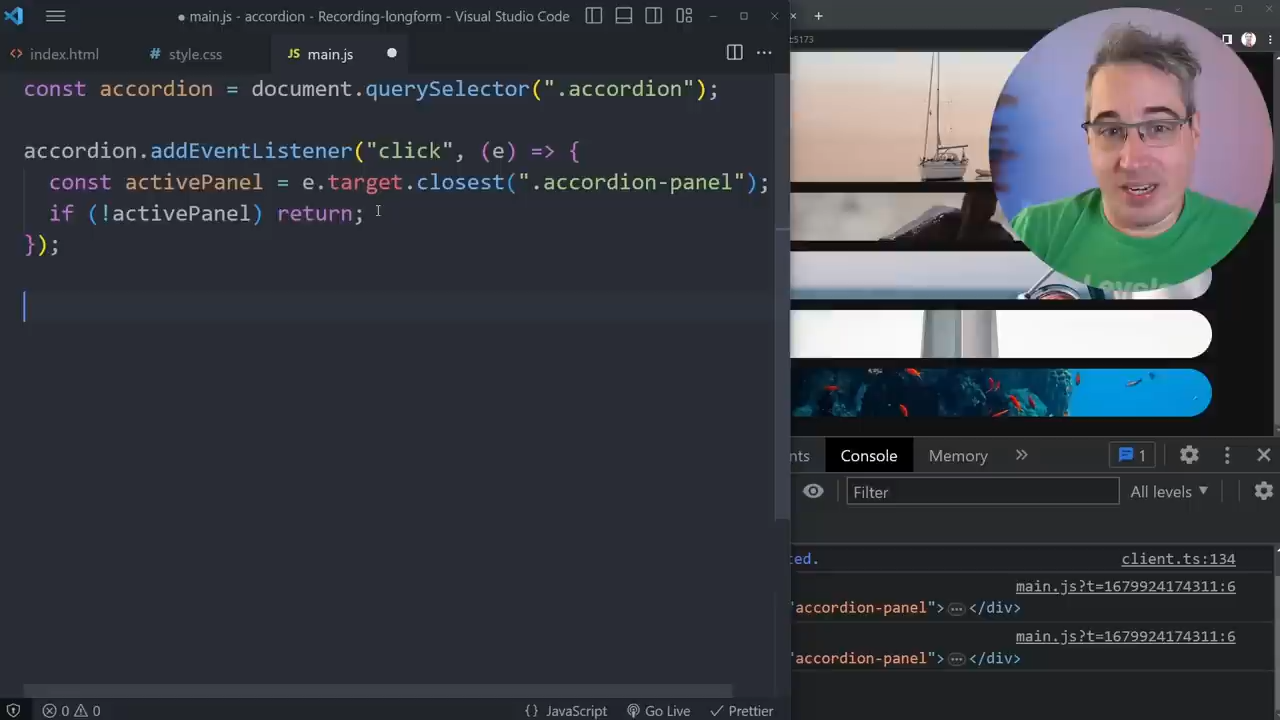 main.js - accordion - Recording-longform - Visual Studio Code
index.html
# style.css
JS main.js
const accordion = document.querySelector(".accordion");
accordion.addEventListener("click", (e) => {
const activePanel = e.target.closest(".accordion-panel");
if (!activePanel) return;
});
0 0
{ } JavaScript
Go Live
Prettier
5173
nts
Console
Memory
1
Filter
All levels
ted.
client.ts:134
main.js?t=1679924174311:6
"accordion-panel"> </div>
main.js?t=1679924174311:6
"accordion-panel"> </div>